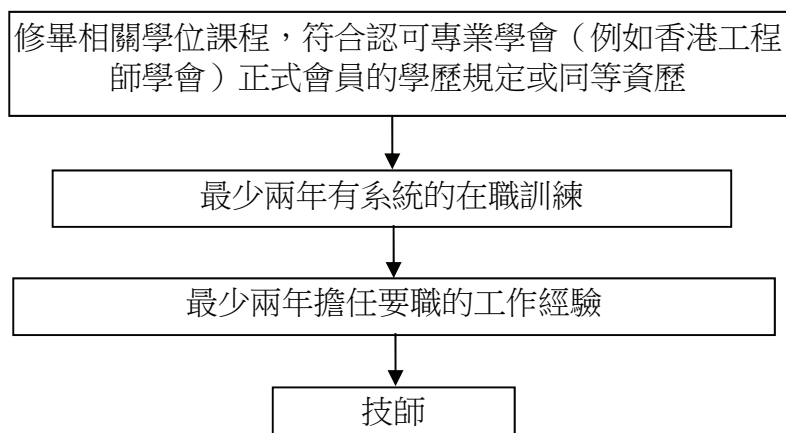 修畢相關學位課程，符合認可專業學會（例如香港工程
師學會）正式會員的學歷規定或同等資歷
最少兩年有系統的在職訓練
最少兩年擔任要職的工作經驗
技師